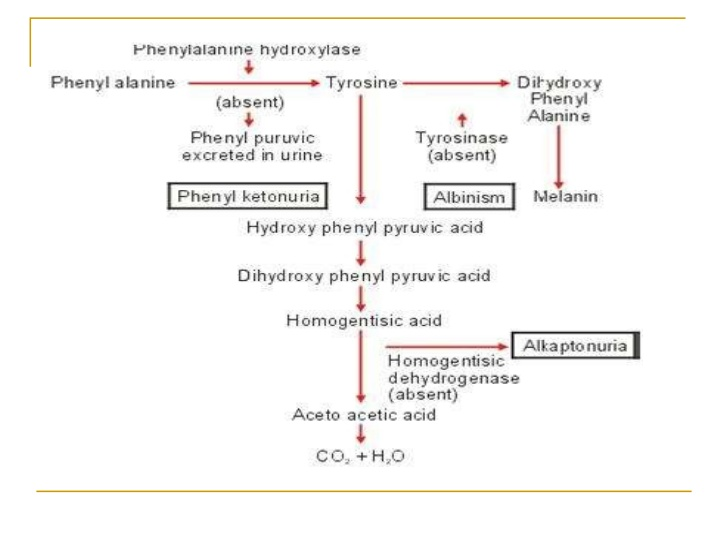 Phenylalanine hydroxylase
Phenyl alanine
Tyrosine
Dihydroxy
Phenyl
Alanine
(absent)
Phenyl puruvic
excreted in urine
Tyrosinase
(absent)
Phenyl ketonuria
Albinism
Melanin
Hydroxy phenyl pyruvic acid
Dihydroxy phenyl pyruvic acid
Homogentisic acid
Alkaptonuria
Homogentisic
dehydrogenase
(absent)
Aceto acetic acid
CO₂ + H₂O